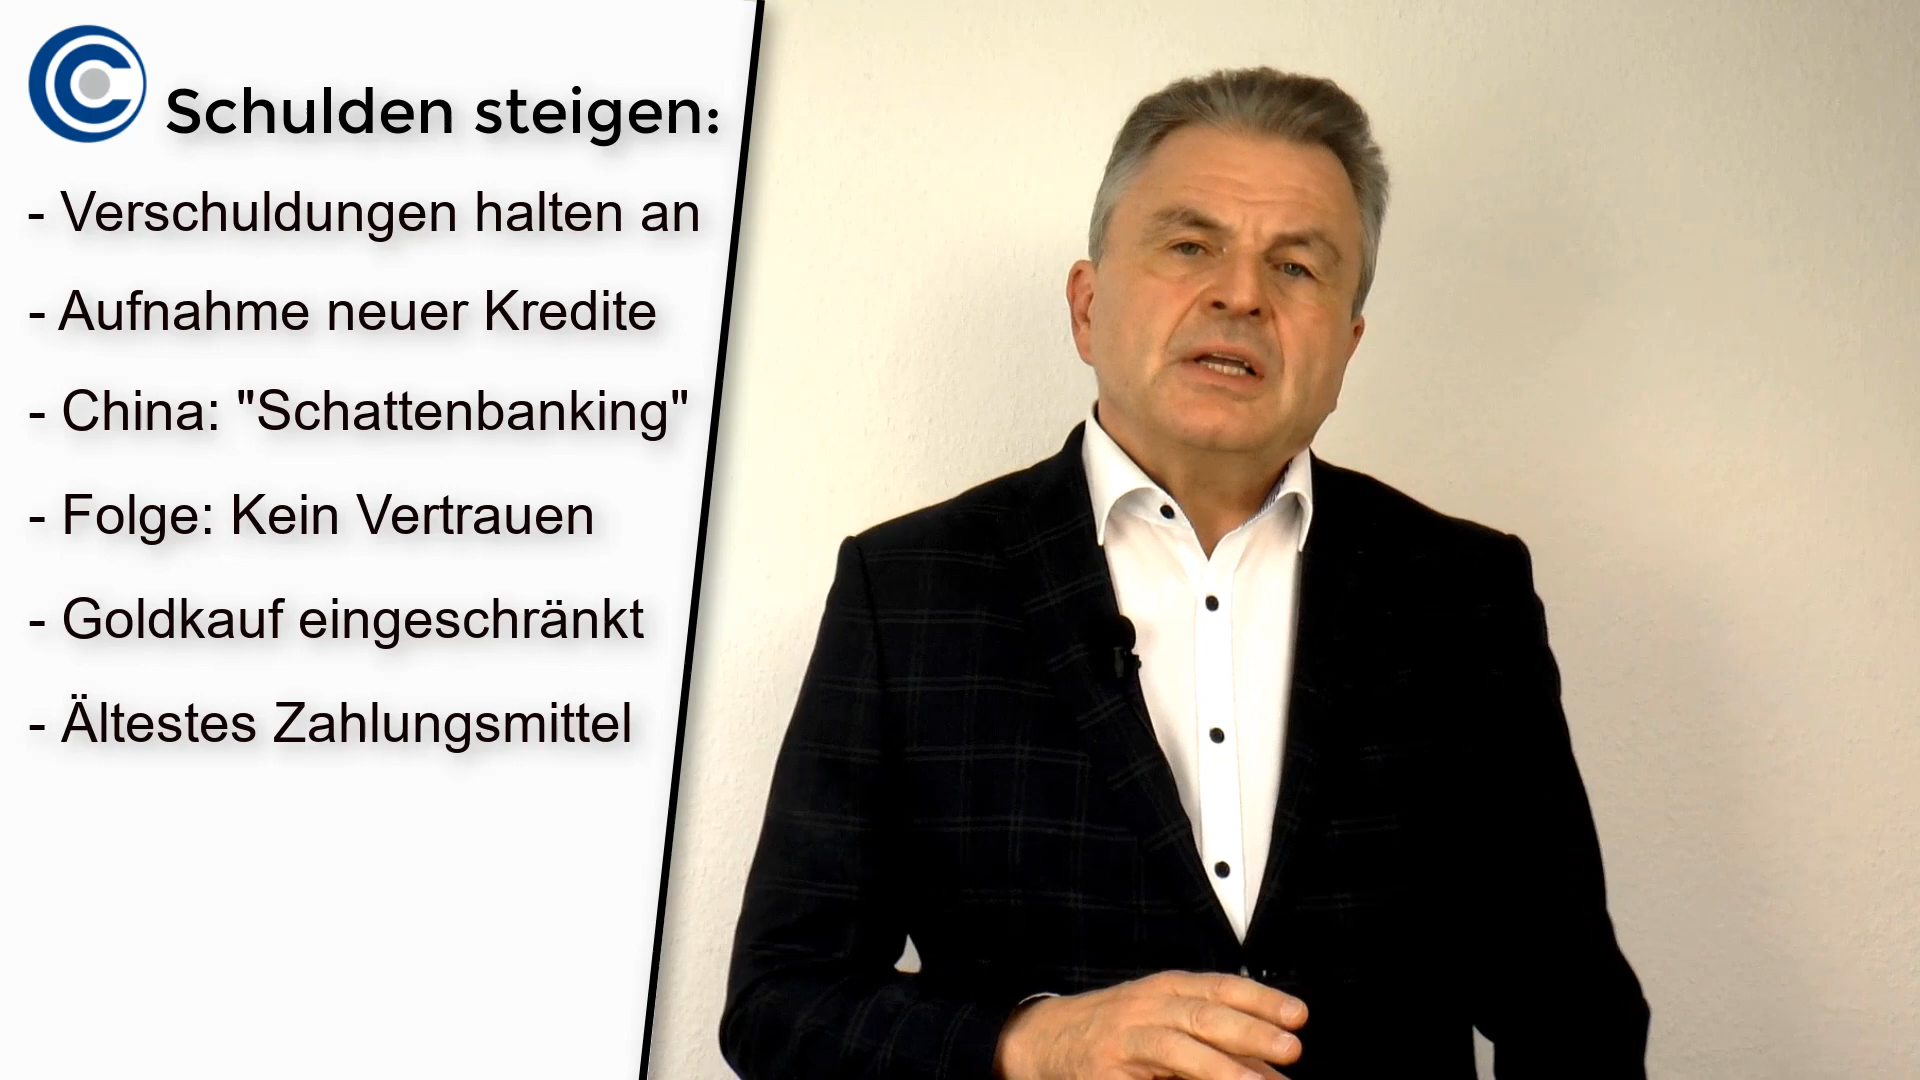 Schulden steigen:
- Verschuldungen halten an
- Aufnahme neuer Kredite
- China: "Schattenbanking"
- Folge: Kein Vertrauen
- Goldkauf eingeschränkt
- Ältestes Zahlungsmittel